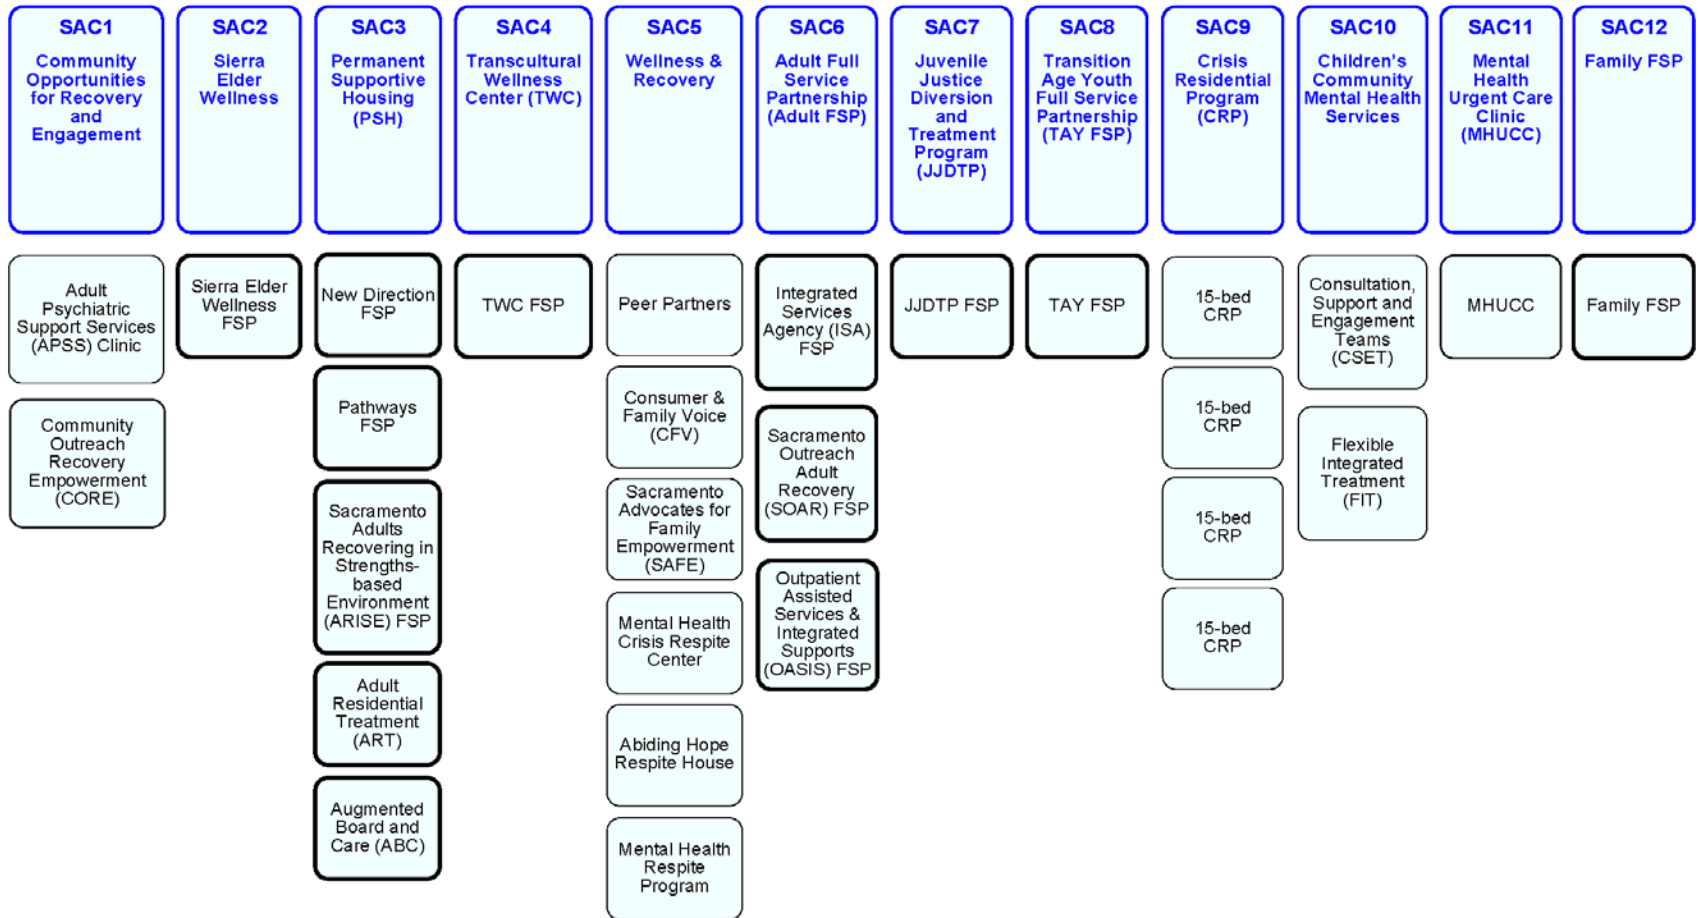 SAC1
Community
Opportunities
for Recovery
and
Engagement
SAC2
Sierra
Elder
Wellness
SAC3
Permanent
Supportive
Housing
(PSH)
SAC4
Transcultural
Wellness
Center (TWC)
SAC5
Wellness &
Recovery
SAC6
Adult Full
Service
Partnership
(Adult FSP)
SAC7
Juvenile
Justice
Diversion
and
Treatment
Program
(JJDTP)
SAC8
Transition
Age Youth
Full Service
Partnership
(TAY FSP)
SAC9
Crisis
Residential
Program
(CRP)
SAC10
Children's
Community
Mental Health
Services
SAC11
Mental
Health
Urgent Care
Clinic
(MHUCC)
SAC12
Family FSP
Adult
Psychiatric
Support Services
(APSS) Clinic
Community
Outreach
Recovery
Empowerment
(CORE)
Sierra Elder
Wellness
FSP
New Direction
FSP
Pathways
FSP
Sacramento
Adults
Recovering in
Strengths-
based
Environment
(ARISE) FSP
Adult
Residential
Treatment
(ART)
Augmented
Board and
Care (ABC)
TWC FSP
Peer Partners
Consumer &
Family Voice
(CFV)
Sacramento
Advocates for
Family
Empowerment
(SAFE)
Mental Health
Crisis Respite
Center
Abiding Hope
Respite House
Mental Health
Respite
Program
Integrated
Services
Agency (ISA)
FSP
Sacramento
Outreach
Adult
Recovery
(SOAR) FSP
Outpatient
Assisted
Services &
Integrated
Supports
(OASIS) FSP
JJDTP FSP
TAY FSP
15-bed
CRP
15-bed
CRP
15-bed
CRP
15-bed
CRP
Consultation,
Support and
Engagement
Teams
(CSET)
Flexible
Integrated
Treatment
(FIT)
MHUCC
Family FSP